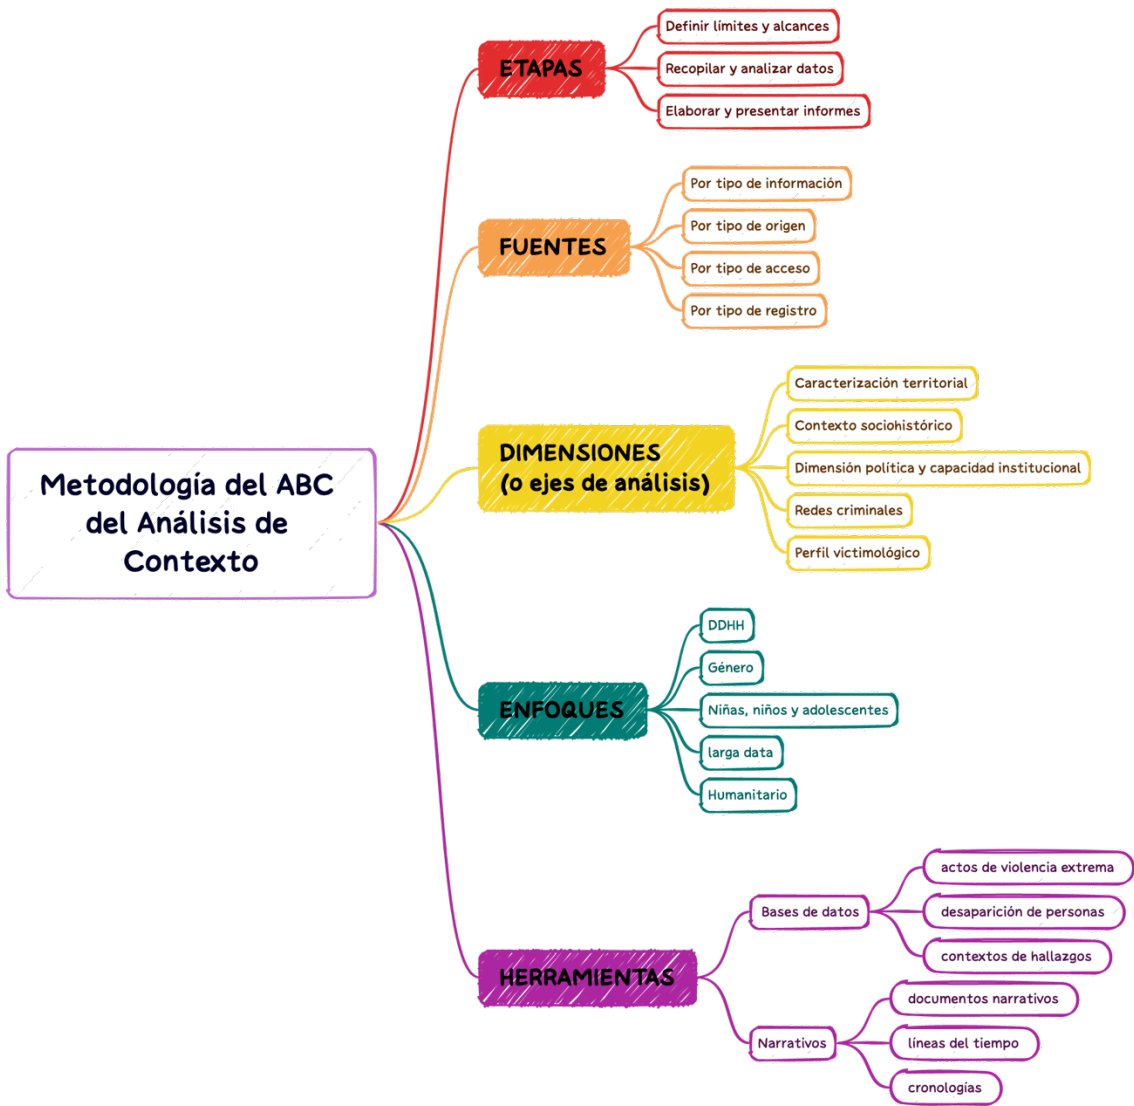 Metodología del ABC
del Análisis de
Contexto
ETAPAS
Definir límites y alcances
Recopilar y analizar datos
Elaborar y presentar informes
FUENTES
Por tipo de información
Por tipo de origen
Por tipo de acceso
Por tipo de registro
DIMENSIONES
(o ejes de análisis)
Caracterización territorial
Contexto sociohistórico
Dimensión política y capacidad institucional
Redes criminales
Perfil victimológico
ENFOQUES
DDHH
Género
Niñas, niños y adolescentes
larga data
Humanitario
HERRAMIENTAS
Bases de datos
actos de violencia extrema
desaparición de personas
contextos de hallazgos
Narrativos
documentos narrativos
líneas del tiempo
cronologías